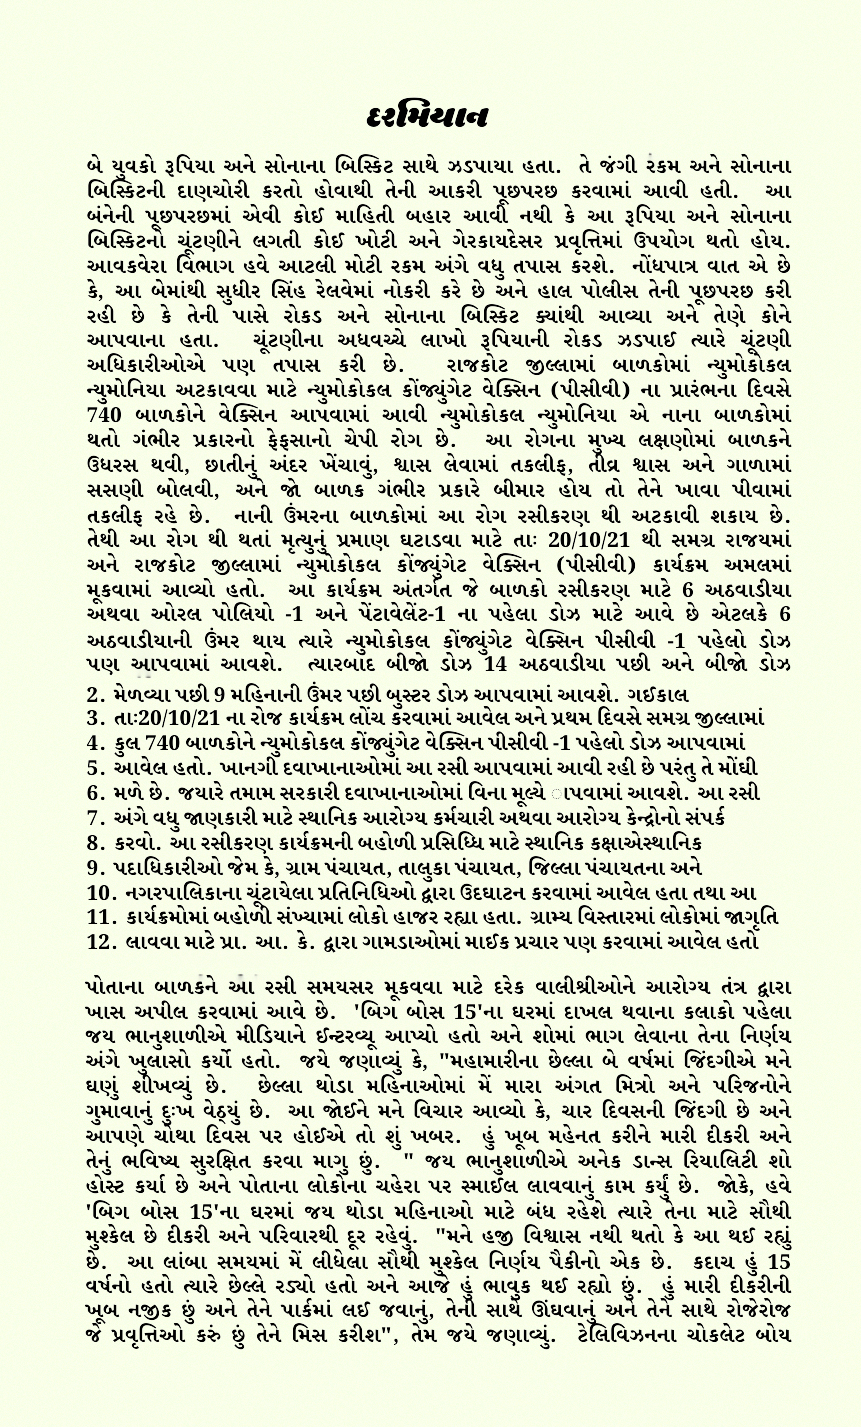 દરમિયાન
બે યુવકો રૂપિયા અને સોનાના બિસ્કિટ સાથે ઝડપાયા હતા. તે જંગી રકમ અને સોનાના
બિસ્કિટની દાણચોરી કરતો હોવાથી તેની આકરી પૂછપરછ કરવામાં આવી હતી. આ
બંનેની પૂછપરછમાં એવી કોઈ માહિતી બહાર આવી નથી કે આ રૂપિયા અને સોનાના
બિસ્કિટનો ચૂંટણીને લગતી કોઈ ખોટી અને ગેરકાયદેસર પ્રવૃત્તિમાં ઉપયોગ થતો હોય.
આવકવેરા વિભાગ હવે આટલી મોટી રકમ અંગે વધુ તપાસ કરશે. નોંધપાત્ર વાત એ છે
કે, આ બેમાંથી સુધીર સિંહ રેલવેમાં નોકરી કરે છે અને હાલ પોલીસ તેની પૂછપરછ કરી
રહી છે કે તેની પાસે રોકડ અને સોનાના બિસ્કિટ ક્યાંથી આવ્યા અને તેણે કોને
આપવાના હતા. ચૂંટણીના અધવચ્ચે લાખો રૂપિયાની રોકડ ઝડપાઈ ત્યારે ચૂંટણી
અધિકારીઓએ પણ તપાસ કરી છે. રાજકોટ જીલ્લામાં બાળકોમાં ન્યુમોકોકલ
ન્યુમોનિયા અટકાવવા માટે ન્યુમોકોકલ કોંજ્યુંગેટ વેક્સિન (પીસીવી) ના પ્રારંભના દિવસે
740 બાળકોને વેક્સિન આપવામાં આવી ન્યુમોકોકલ ન્યુમોનિયા એ નાના બાળકોમાં
થતો ગંભીર પ્રકારનો ફેફસાનો ચેપી રોગ છે. આ રોગના મુખ્ય લક્ષણોમાં બાળકને
ઉધરસ થવી, છાતીનું અંદર ખેંચાવું, શ્વાસ લેવામાં તકલીફ, તીવ્ર શ્વાસ અને ગાળામાં
સસણી બોલવી, અને જો બાળક ગંભીર પ્રકારે બીમાર હોય તો તેને ખાવા પીવામાં
તકલીફ રહે છે. નાની ઉંમરના બાળકોમાં આ રોગ રસીકરણ થી અટકાવી શકાય છે.
તેથી આ રોગ થી થતાં મૃત્યુનું પ્રમાણ ઘટાડવા માટે તાઃ 20/10/21 થી સમગ્ર રાજયમાં
અને રાજકોટ જીલ્લામાં ન્યુમોકોકલ કોંજ્યુંગેટ વેક્સિન (પીસીવી) કાર્યક્રમ અમલમાં
મૂકવામાં આવ્યો હતો. આ કાર્યક્રમ અંતર્ગત જે બાળકો રસીકરણ માટે 6 અઠવાડીયા
અથવા ઓરલ પોલિયો -1 અને પેંટાવેલેંટ-1 ના પહેલા ડોઝ માટે આવે છે એટલકે 6
અઠવાડીયાની ઉંમર થાય ત્યારે ન્યુમોકોકલ કોંજ્યુંગેટ વેક્સિન પીસીવી -1 પહેલો ડોઝ
પણ આપવામાં આવશે. ત્યારબાદ બીજો ડોઝ 14 અઠવાડીયા પછી અને બીજો ડોઝ
2. મેળવ્યા પછી 9 મહિનાની ઉંમર પછી બુસ્ટર ડોઝ આપવામાં આવશે. ગઈકાલ
3. તાઃ20/10/21 ના રોજ કાર્યક્રમ લોંચ કરવામાં આવેલ અને પ્રથમ દિવસે સમગ્ર જીલ્લામાં
4. કુલ 740 બાળકોને ન્યુમોકોકલ કોંજ્યુંગેટ વેક્સિન પીસીવી -1 પહેલો ડોઝ આપવામાં
5. આવેલ હતો. ખાનગી દવાખાનાઓમાં આ રસી આપવામાં આવી રહી છે પરંતુ તે મોંઘી
6. મળે છે. જયારે તમામ સરકારી દવાખાનાઓમાં વિના મૂલ્યે ાપવામાં આવશે. આ રસી
7. અંગે વધુ જાણકારી માટે સ્થાનિક આરોગ્ય કર્મચારી અથવા આરોગ્ય કેન્દ્રોનો સંપર્ક
8. કરવો. આ રસીકરણ કાર્યક્રમની બહોળી પ્રસિધ્ધિ માટે સ્થાનિક કક્ષાએસ્થાનિક
9. પદાધિકારીઓ જેમ કે, ગ્રામ પંચાયત, તાલુકા પંચાયત, જિલ્લા પંચાયતના અને
10. નગરપાલિકાના ચૂંટાયેલા પ્રતિનિધિઓ દ્વારા ઉદઘાટન કરવામાં આવેલ હતા તથા આ
11. કાર્યક્રમોમાં બહોળી સંખ્યામાં લોકો હાજર રહ્યા હતા. ગ્રામ્ય વિસ્તારમાં લોકોમાં જાગૃતિ
12. લાવવા માટે પ્રા. આ. કે. દ્વારા ગામડાઓમાં માઈક પ્રચાર પણ કરવામાં આવેલ હતો
પોતાના બાળકને આ રસી સમયસર મૂકવવા માટે દરેક વાલીશ્રીઓને આરોગ્ય તંત્ર દ્વારા
ખાસ અપીલ કરવામાં આવે છે. 'બિગ બોસ 15'ના ઘરમાં દાખલ થવાના કલાકો પહેલા
જય ભાનુશાળીએ મીડિયાને ઈન્ટરવ્યૂ આપ્યો હતો અને શોમાં ભાગ લેવાના તેના નિર્ણય
અંગે ખુલાસો કર્યો હતો. જયે જણાવ્યું કે, "મહામારીના છેલ્લા બે વર્ષમાં જિંદગીએ મને
ઘણું શીખવ્યું છે. છેલ્લા થોડા મહિનાઓમાં મેં મારા અંગત મિત્રો અને પરિજનોને
ગુમાવાનું દુઃખ વેઠ્યું છે. આ જોઈને મને વિચાર આવ્યો કે, ચાર દિવસની જિંદગી છે અને
આપણે ચોથા દિવસ પર હોઈએ તો શું ખબર. હું ખૂબ મહેનત કરીને મારી દીકરી અને
તેનું ભવિષ્ય સુરક્ષિત કરવા માગુ છું. " જય ભાનુશાળીએ અનેક ડાન્સ રિયાલિટી શો
હોસ્ટ કર્યા છે અને પોતાના લોકોના ચહેરા પર સ્માઈલ લાવવાનું કામ કર્યું છે. જોકે, હવે
'બિગ બોસ 15'ના ઘરમાં જય થોડા મહિનાઓ માટે બંધ રહેશે ત્યારે તેના માટે સૌથી
મુશ્કેલ છે દીકરી અને પરિવારથી દૂર રહેવું. "મને હજી વિશ્વાસ નથી થતો કે આ થઈ રહ્યું
છે. આ લાંબા સમયમાં મેં લીધેલા સૌથી મુશ્કેલ નિર્ણય પૈકીનો એક છે. કદાચ હું 15
વર્ષનો હતો ત્યારે છેલ્લે રડ્યો હતો અને આજે હું ભાવુક થઈ રહ્યો છું. હું મારી દીકરીની
ખૂબ નજીક છું અને તેને પાર્કમાં લઈ જવાનું, તેની સાથે ઊંઘવાનું અને તેને સાથે રોજેરોજ
જે પ્રવૃત્તિઓ કરું છું તેને મિસ કરીશ", તેમ જયે જણાવ્યું. ટેલિવિઝનના ચોકલેટ બોય